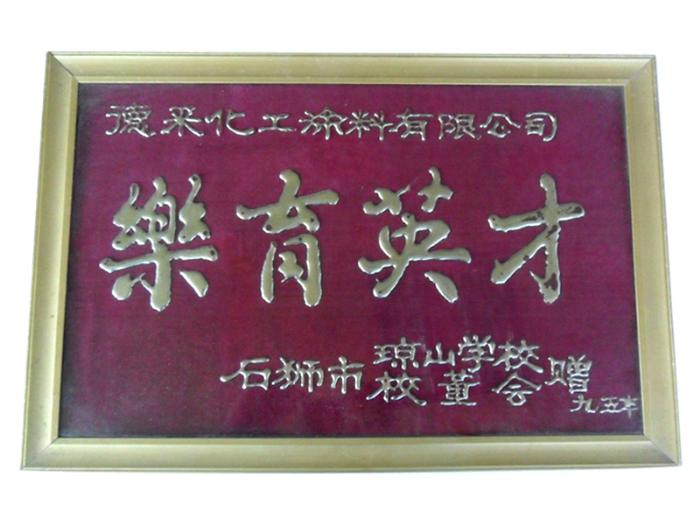 德采化工涂料有限公司
樂育英才
石狮市琼山学校
校董会赠
九五年